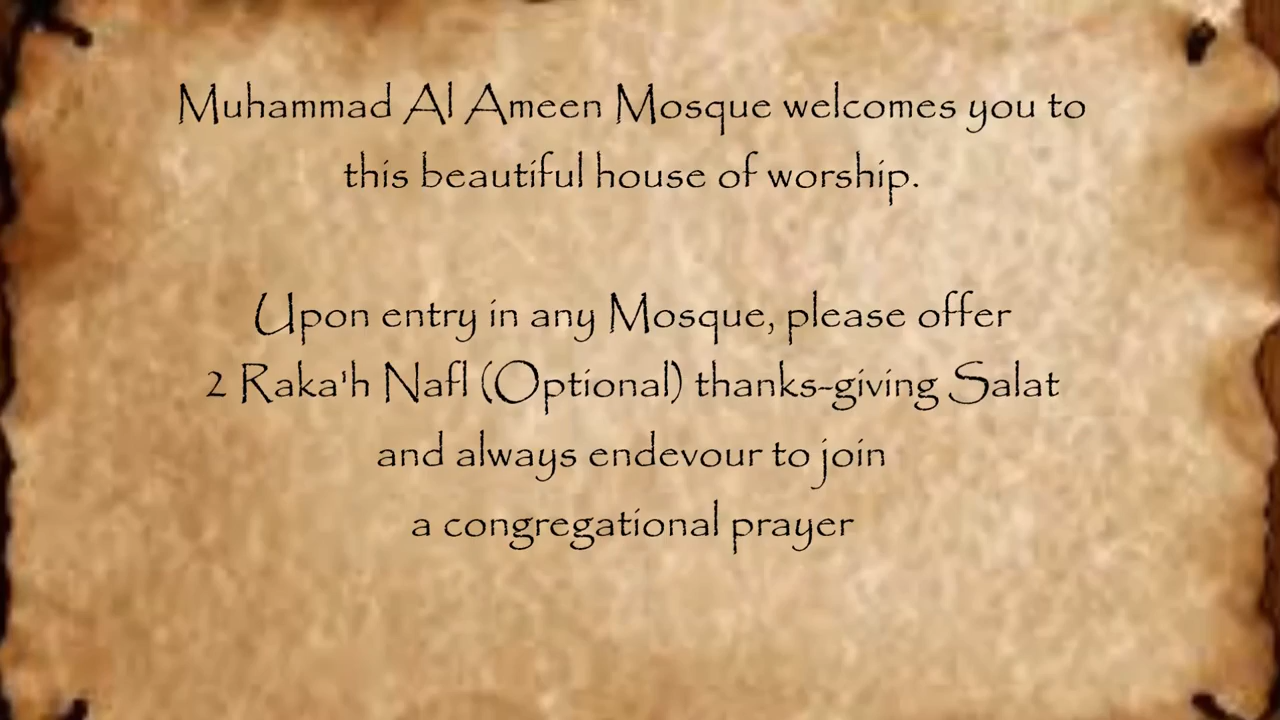 Muhammad Al Ameen Mosque welcomes you to
this beautiful house of worship.
Upon entry in any Mosque, please offer
2 Raka'h Nafl (Optional) thanks-giving Salat
and always endevour to join
a congregational prayer